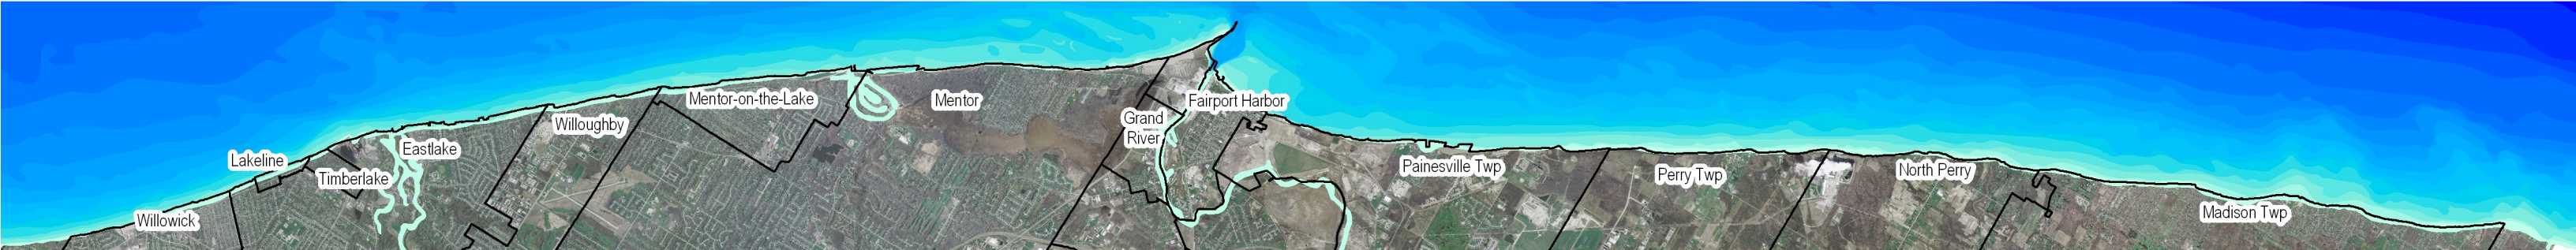 Willowick
Lakeline
Timberlake
Eastlake
Willoughby
Mentor-on-the-Lake
Mentor
Grand
River
Fairport Harbor
Painesville Twp
Perry Twp
North Perry
Madison Twp